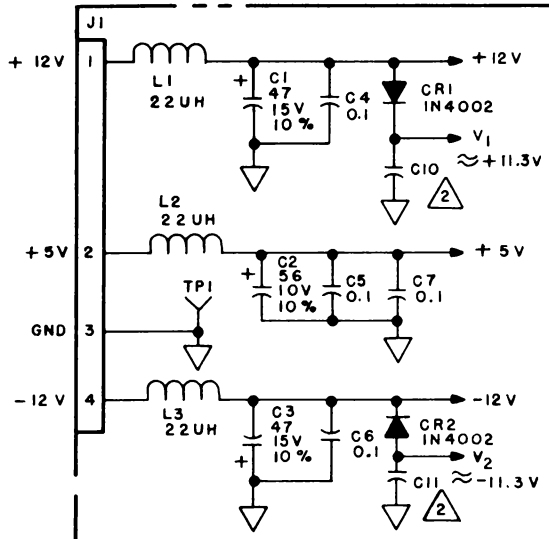 J1
+ 12V 1
L1
22UH
+ C1
47
15V
10%
C4
0.1
CR1
1N4002
+12V
V1
≈+11.3V
C10
2
L2
22UH
+5V 2
+ C2
56
10V
10%
C5
0.1
C7
0.1
+ 5V
TP1
GND 3
-12V 4
L3
22UH
C3
47
15V
+ 10%
C6
0.1
CR2
1N4002
-12V
V2
≈-11.3V
C11
2